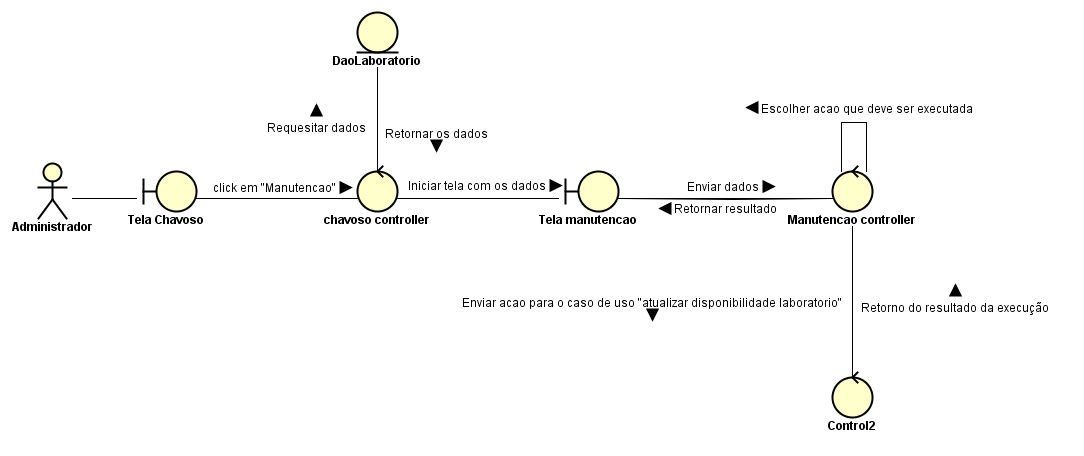 DaoLaboratorio
Requesitar dados
Retornar os dados
Escolher acao que deve ser executada
click em "Manutencao"
Iniciar tela com os dados
Enviar dados
Retornar resultado
Administrador
Tela Chavoso
chavoso controller
Tela manutencao
Manutencao controller
Enviar acao para o caso de uso "atualizar disponibilidade laboratorio"
Retorno do resultado da execução
Control2